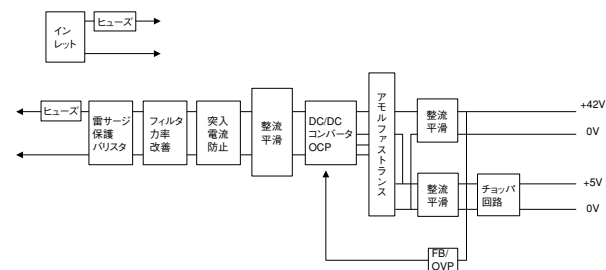 イン
レット
ヒューズ
ヒューズ
雷サージ
保護
バリスタ
フィルタ
力率
改善
突入
電流
防止
整流
平滑
DC/DC
コンバータ
OCP
アモルファストランス
整流
平滑
+42V
0V
整流
平滑
チョッパ
回路
+5V
0V
FB/
OVP